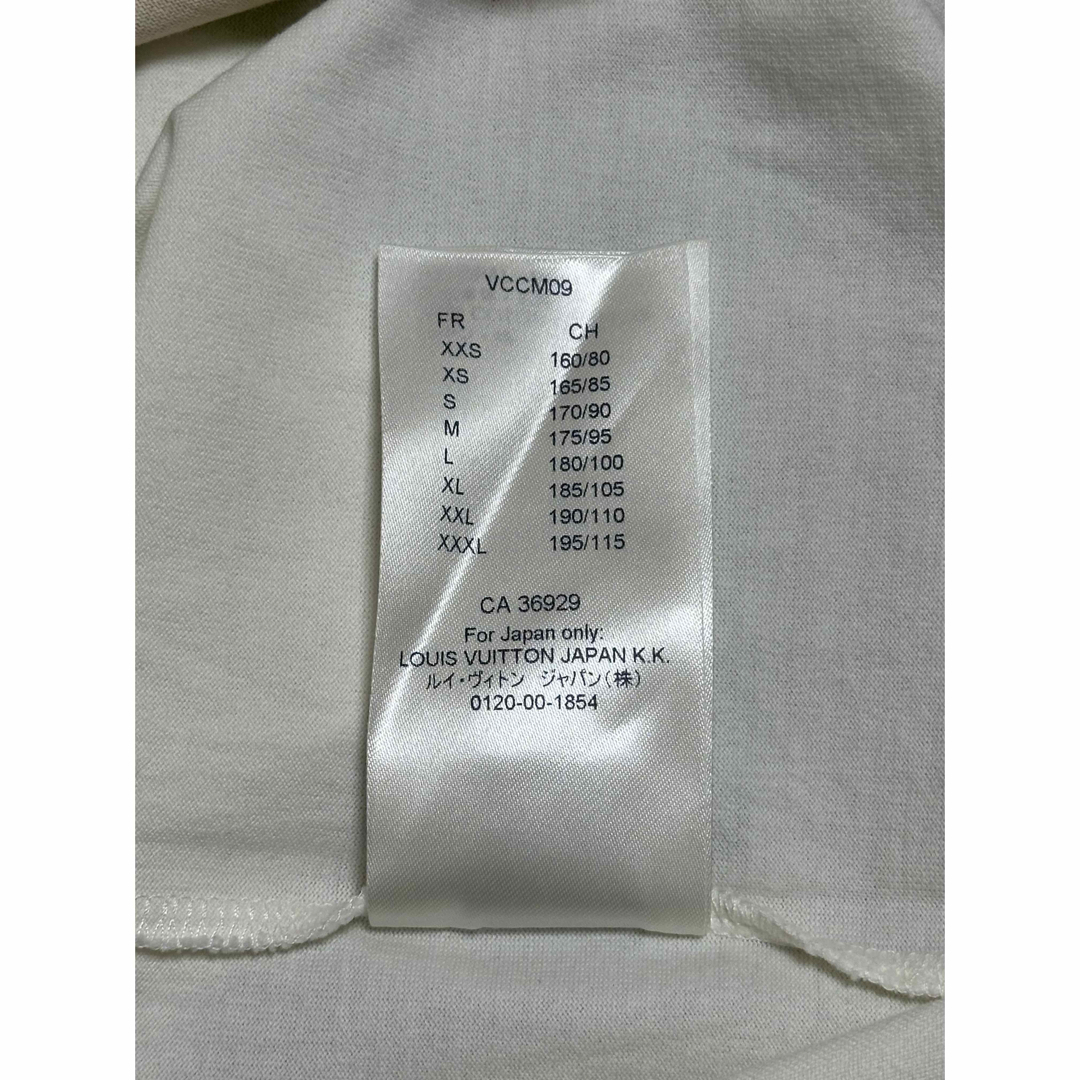 VCCM09
FR CH
XXS 160/80
XS 165/85
S 170/90
M 175/95
L 180/100
XL 185/105
XXL 190/110
XXXL 195/115
CA 36929
For Japan only:
LOUIS VUITTON JAPAN K.K.
ルイ・ヴィトン ジャパン(株)
0120-00-1854